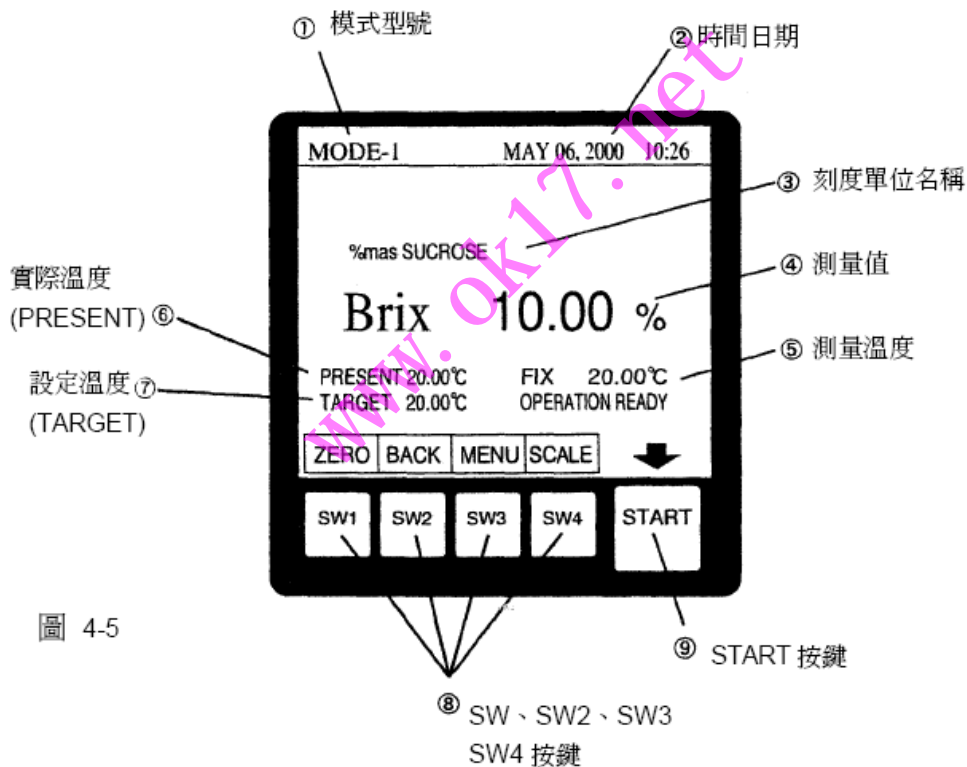 ① 模式型號
② 時間日期
MODE-1 MAY 06, 2000 10:26
③ 刻度單位名稱
%mas SUCROSE
④ 測量值
Brix 10.00 %
實際溫度
(PRESENT) ⑥
⑤ 測量溫度
PRESENT 20.00℃ FIX 20.00℃
設定溫度 ⑦
(TARGET)
TARGET 20.00℃ OPERATION READY
ZERO BACK MENU SCALE
SW1 SW2 SW3 SW4 START
圖 4-5
⑨ START 按鍵
⑧ SW、SW2、SW3
SW4 按鍵
www.ok17.net